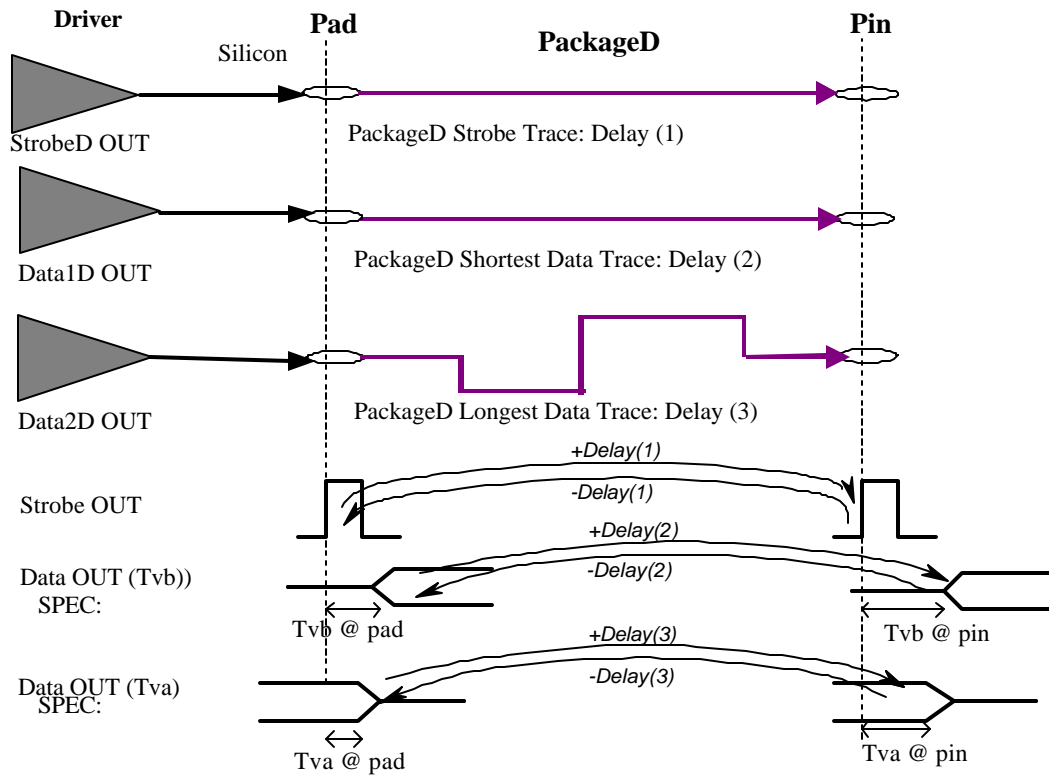 Driver
Pad
PackageD
Pin
Silicon
StrobeD OUT
PackageD Strobe Trace: Delay (1)
Data1D OUT
PackageD Shortest Data Trace: Delay (2)
Data2D OUT
PackageD Longest Data Trace: Delay (3)
+Delay(1)
-Delay(1)
Strobe OUT
+Delay(2)
-Delay(2)
Data OUT (Tvb))
SPEC:
Tvb @ pad
Tvb @ pin
+Delay(3)
-Delay(3)
Data OUT (Tva)
SPEC:
Tva @ pad
Tva @ pin